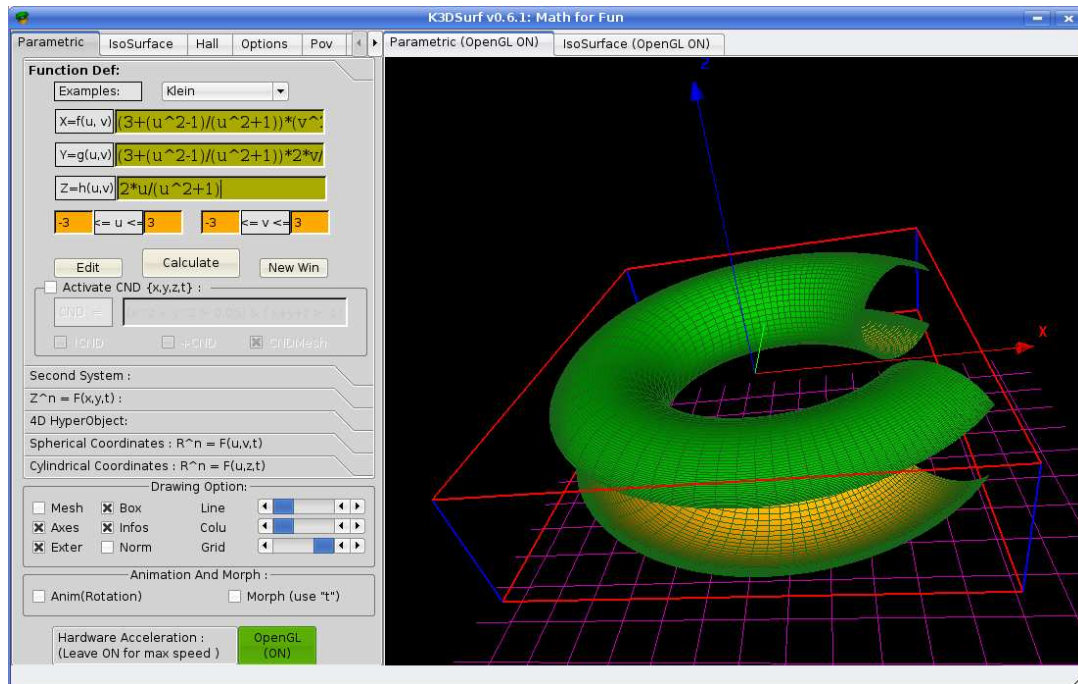 K3DSurf v0.6.1: Math for Fun
Parametric IsoSurface Hall Options Pov
Parametric (OpenGL ON) IsoSurface (OpenGL ON)
Function Def:
Examples: Klein
X=f(u, v) (3+(u^2-1)/(u^2+1))*(v^2
Y=g(u,v) (3+(u^2-1)/(u^2+1))*2*v/
Z=h(u,v) 2*u/(u^2+1)
-3 <= u <= 3 -3 <= v <= 3
Edit Calculate New Win
Activate CND {x,y,z,t} :
CND =
!CND +CND CNDMesh
Second System :
Z^n = F(x,y,t) :
4D HyperObject:
Spherical Coordinates : R^n = F(u,v,t)
Cylindrical Coordinates : R^n = F(u,z,t)
Drawing Option:
Mesh Box Line
Axes Infos Colu
Exter Norm Grid
Animation And Morph :
Anim(Rotation) Morph (use "t")
Hardware Acceleration :
(Leave ON for max speed )
OpenGL
(ON)
Z
X